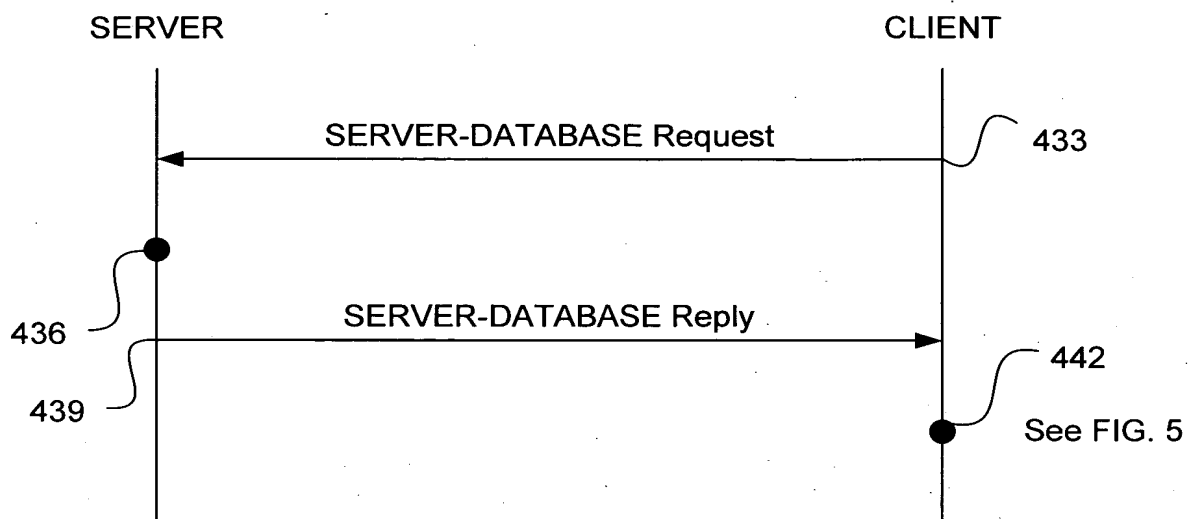 SERVER
CLIENT
SERVER-DATABASE Request
433
436
SERVER-DATABASE Reply
439
442
See FIG. 5